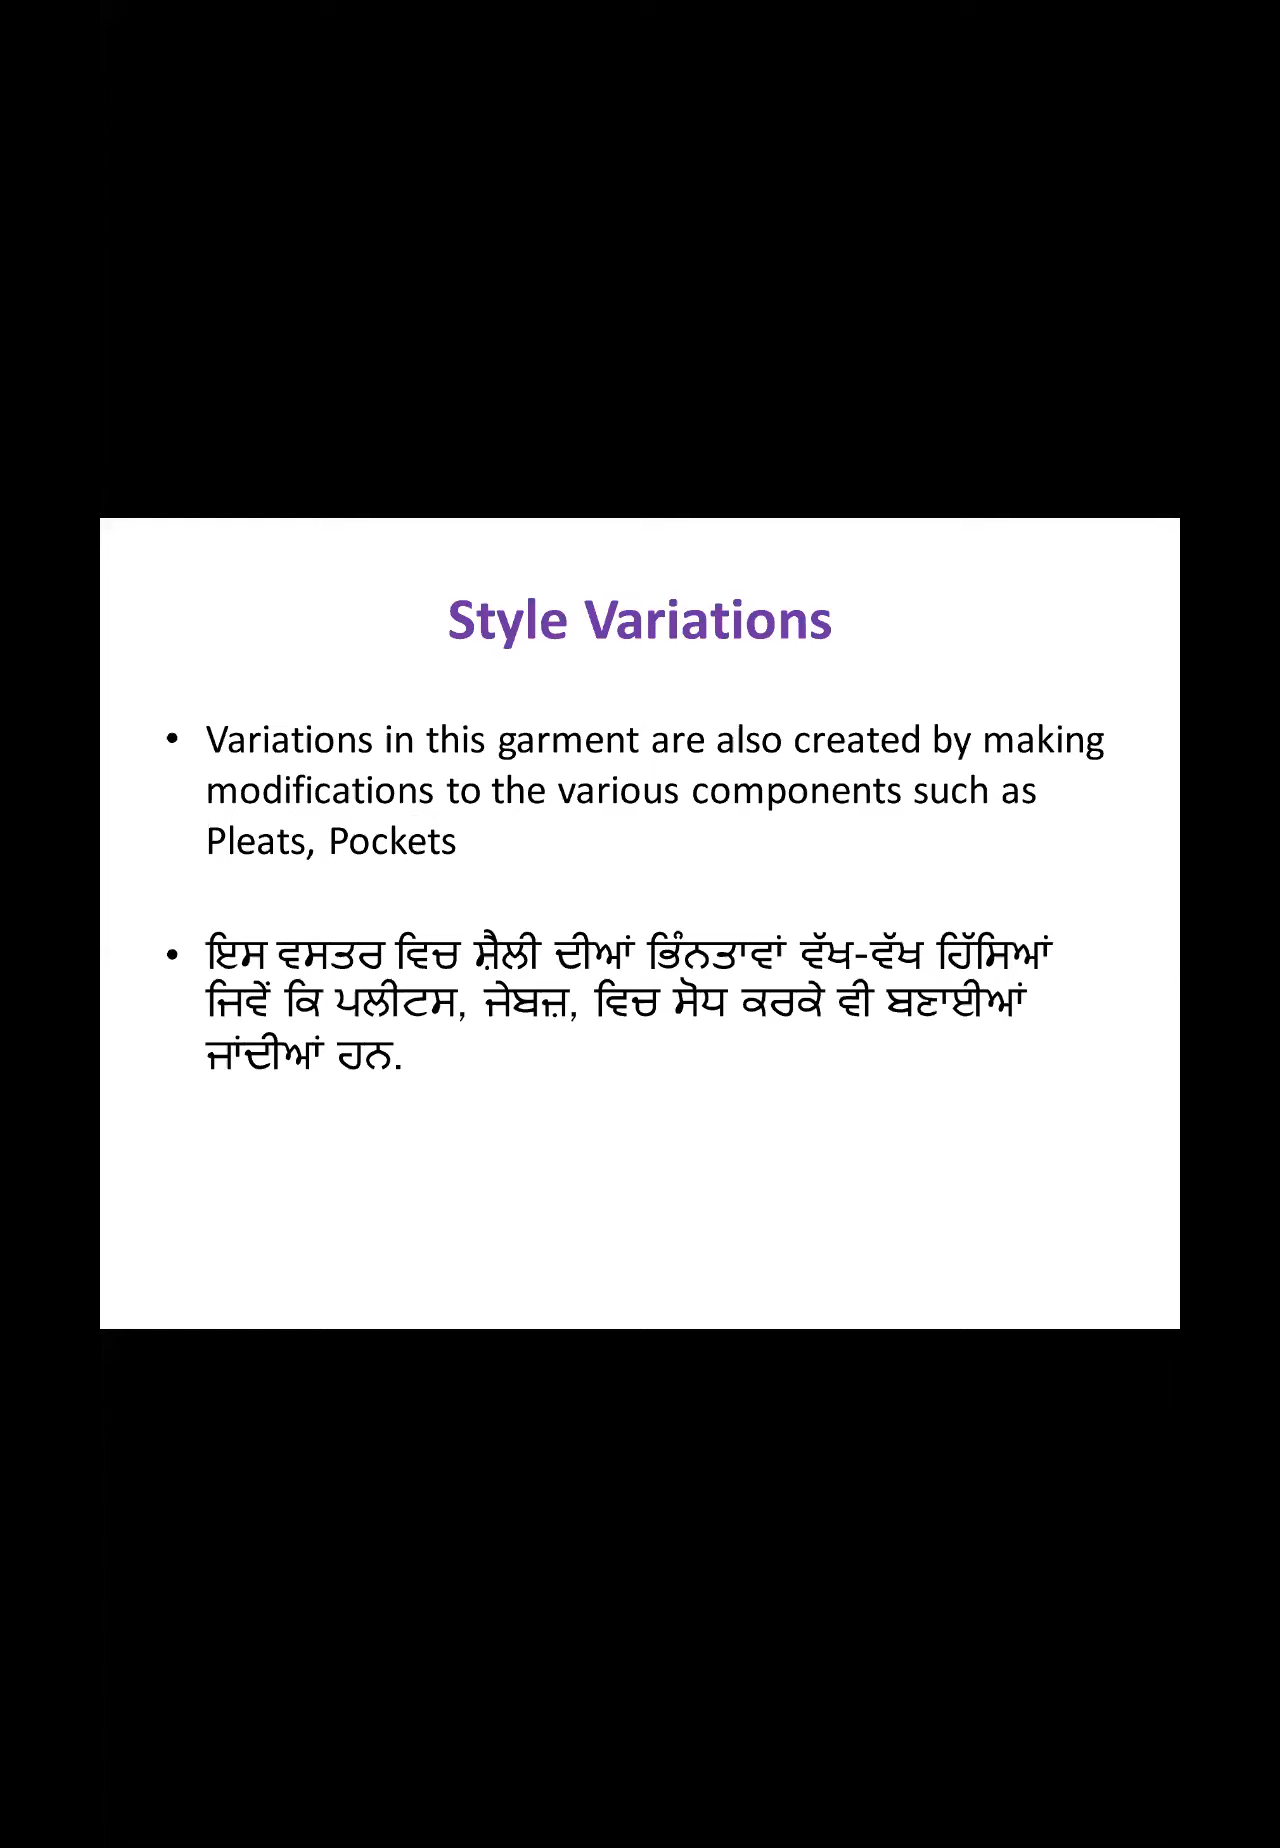 Style Variations
• Variations in this garment are also created by making
modifications to the various components such as
Pleats, Pockets
• ਇਸ ਵਸਤਰ ਵਿਚ ਸ਼ੈਲੀ ਦੀਆਂ ਭਿੰਨਤਾਵਾਂ ਵੱਖ-ਵੱਖ ਹਿੱਸਿਆਂ
ਜਿਵੇਂ ਕਿ ਪਲੀਟਸ, ਜੇਬਜ਼, ਵਿਚ ਸੋਧ ਕਰਕੇ ਵੀ ਬਣਾਈਆਂ
ਜਾਂਦੀਆਂ ਹਨ.